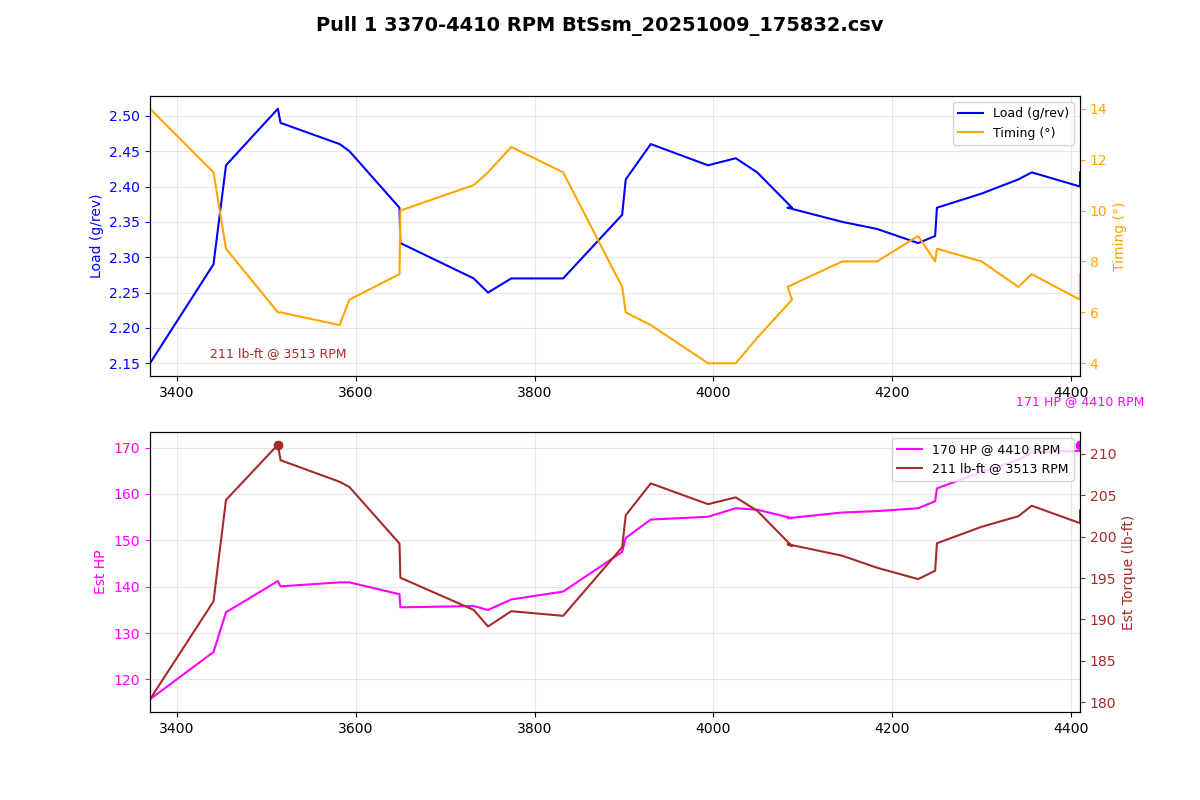 Pull 1 3370-4410 RPM BtSsm_20251009_175832.csv
Load (g/rev)
2.50
2.45
2.40
2.35
2.30
2.25
2.20
2.15
Load (g/rev)
Timing (°)
14
12
10
8
6
4
Timing (°)
211 lb-ft @ 3513 RPM
3400 3600 3800 4000 4200 4400
171 HP @ 4410 RPM
Est HP
170
160
150
140
130
120
170 HP @ 4410 RPM
211 lb-ft @ 3513 RPM
210
205
200
195
190
185
180
Est Torque (lb-ft)
3400 3600 3800 4000 4200 4400